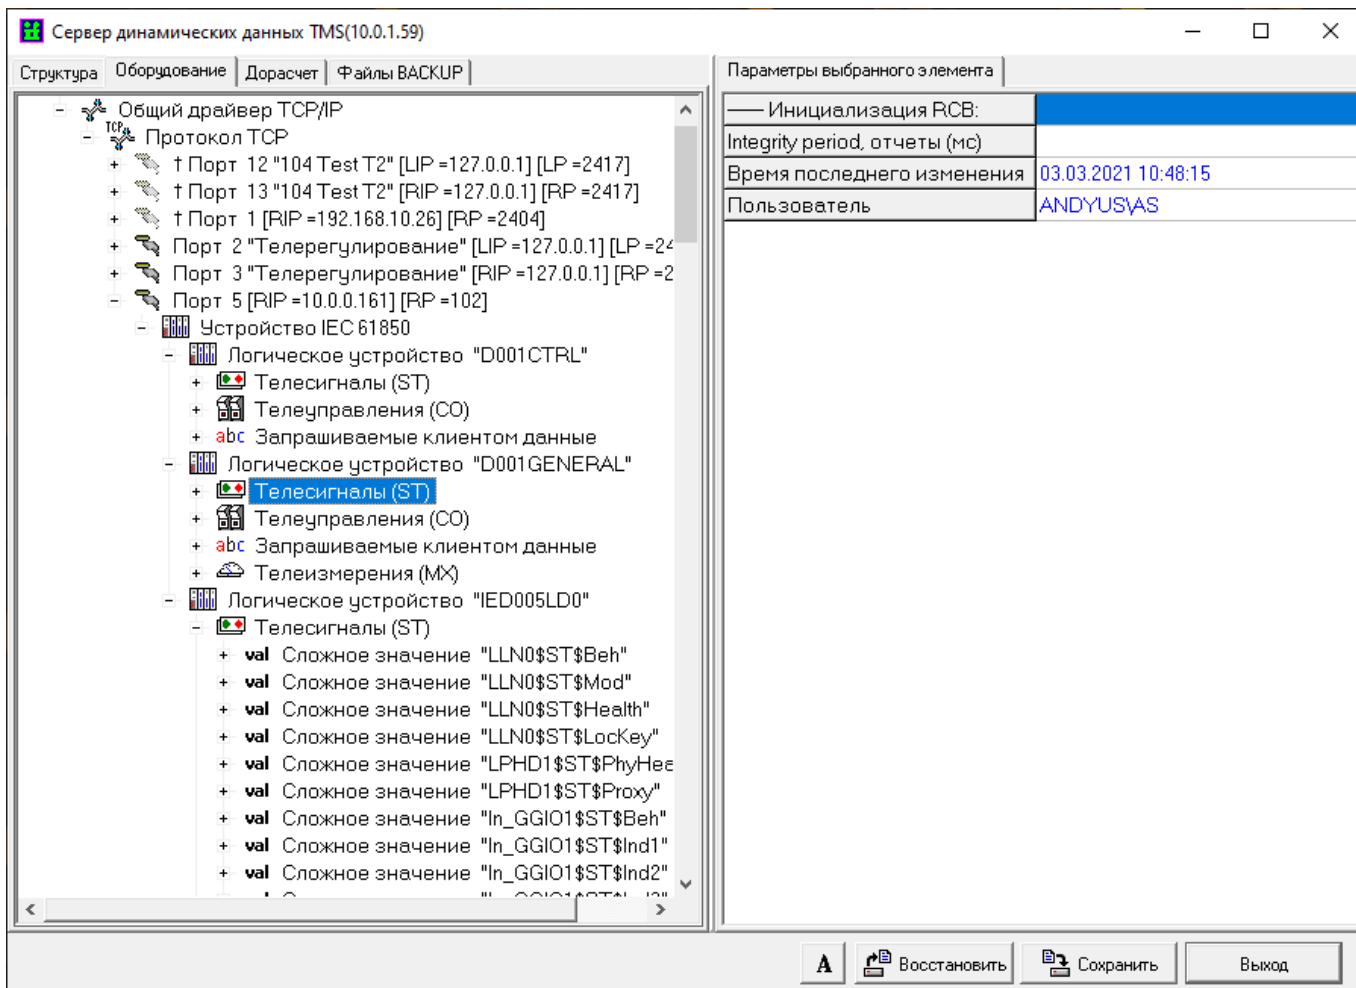 Сервер динамических данных TMS(10.0.1.59)
Структура Оборудование Дорасчет Файлы BACKUP
Общий драйвер TCP/IP
TCP Протокол TCP
† Порт 12 "104 Test T2" [LIP =127.0.0.1] [LP =2417]
† Порт 13 "104 Test T2" [RIP =127.0.0.1] [RP =2417]
† Порт 1 [RIP =192.168.10.26] [RP =2404]
Порт 2 "Телерегулирование" [LIP =127.0.0.1] [LP =24
Порт 3 "Телерегулирование" [RIP =127.0.0.1] [RP =2
Порт 5 [RIP =10.0.0.161] [RP =102]
Устройство IEC 61850
Логическое устройство "D001CTRL"
Телесигналы (ST)
Телеуправления (CO)
abc Запрашиваемые клиентом данные
Логическое устройство "D001GENERAL"
Телесигналы (ST)
Телеуправления (CO)
abc Запрашиваемые клиентом данные
Телеизмерения (MX)
Логическое устройство "IED005LD0"
Телесигналы (ST)
val Сложное значение "LLN0$ST$Beh"
val Сложное значение "LLN0$ST$Mod"
val Сложное значение "LLN0$ST$Health"
val Сложное значение "LLN0$ST$LocKey"
val Сложное значение "LPHD1$ST$PhyHea
val Сложное значение "LPHD1$ST$Proxy"
val Сложное значение "In_GGIO1$ST$Beh"
val Сложное значение "In_GGIO1$ST$Ind1"
val Сложное значение "In_GGIO1$ST$Ind2"
Параметры выбранного элемента
—— Инициализация RCB:
Integrity period, отчеты (мс)
Время последнего изменения 03.03.2021 10:48:15
Пользователь ANDYUS\AS
A Восстановить Сохранить Выход